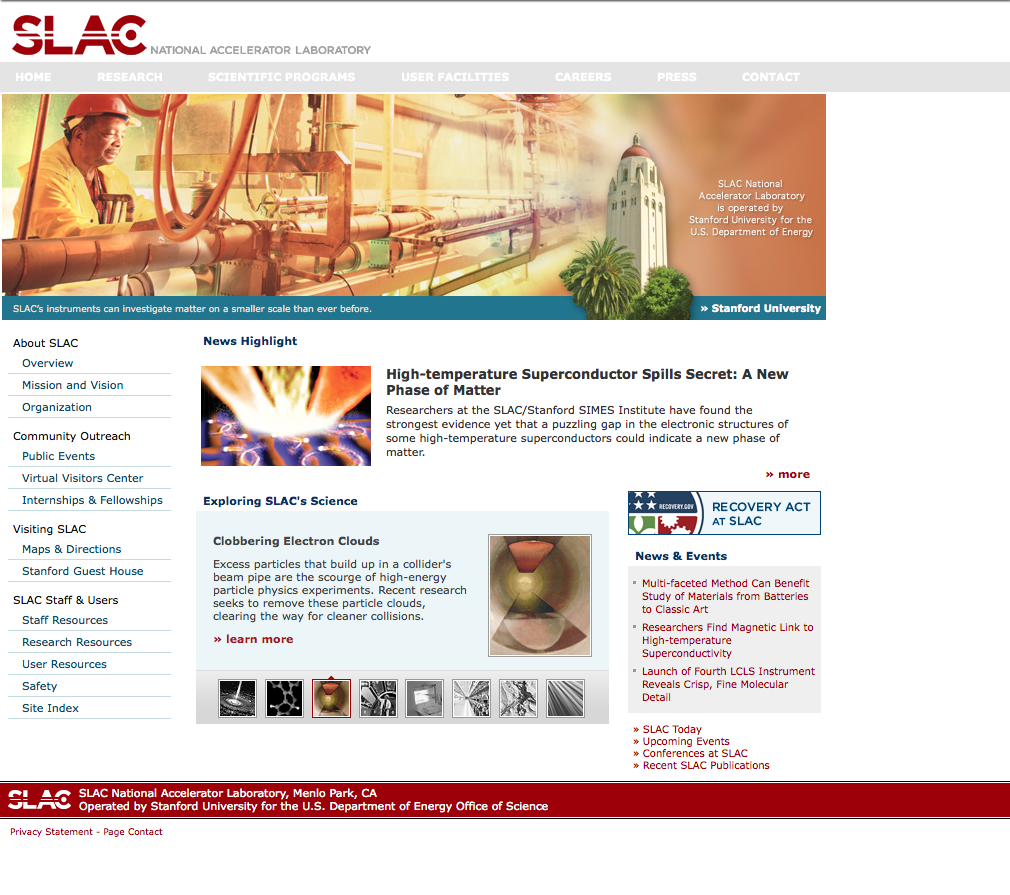 SLAC NATIONAL ACCELERATOR LABORATORY
HOME RESEARCH SCIENTIFIC PROGRAMS USER FACILITIES CAREERS PRESS CONTACT
SLAC National
Accelerator Laboratory
is operated by
Stanford University for the
U.S. Department of Energy
SLAC's instruments can investigate matter on a smaller scale than ever before.
» Stanford University
About SLAC
Overview
Mission and Vision
Organization
Community Outreach
Public Events
Virtual Visitors Center
Internships & Fellowships
Visiting SLAC
Maps & Directions
Stanford Guest House
SLAC Staff & Users
Staff Resources
Research Resources
User Resources
Safety
Site Index
News Highlight
High-temperature Superconductor Spills Secret: A New
Phase of Matter
Researchers at the SLAC/Stanford SIMES Institute have found the
strongest evidence yet that a puzzling gap in the electronic structures of
some high-temperature superconductors could indicate a new phase of
matter.
» more
Exploring SLAC's Science
Clobbering Electron Clouds
Excess particles that build up in a collider's
beam pipe are the scourge of high-energy
particle physics experiments. Recent research
seeks to remove these particle clouds,
clearing the way for cleaner collisions.
» learn more
RECOVERY.GOV
RECOVERY ACT
AT SLAC
News & Events
Multi-faceted Method Can Benefit
Study of Materials from Batteries
to Classic Art
Researchers Find Magnetic Link to
High-temperature
Superconductivity
Launch of Fourth LCLS Instrument
Reveals Crisp, Fine Molecular
Detail
» SLAC Today
» Upcoming Events
» Conferences at SLAC
» Recent SLAC Publications
SLAC
SLAC National Accelerator Laboratory, Menlo Park, CA
Operated by Stanford University for the U.S. Department of Energy Office of Science
Privacy Statement - Page Contact